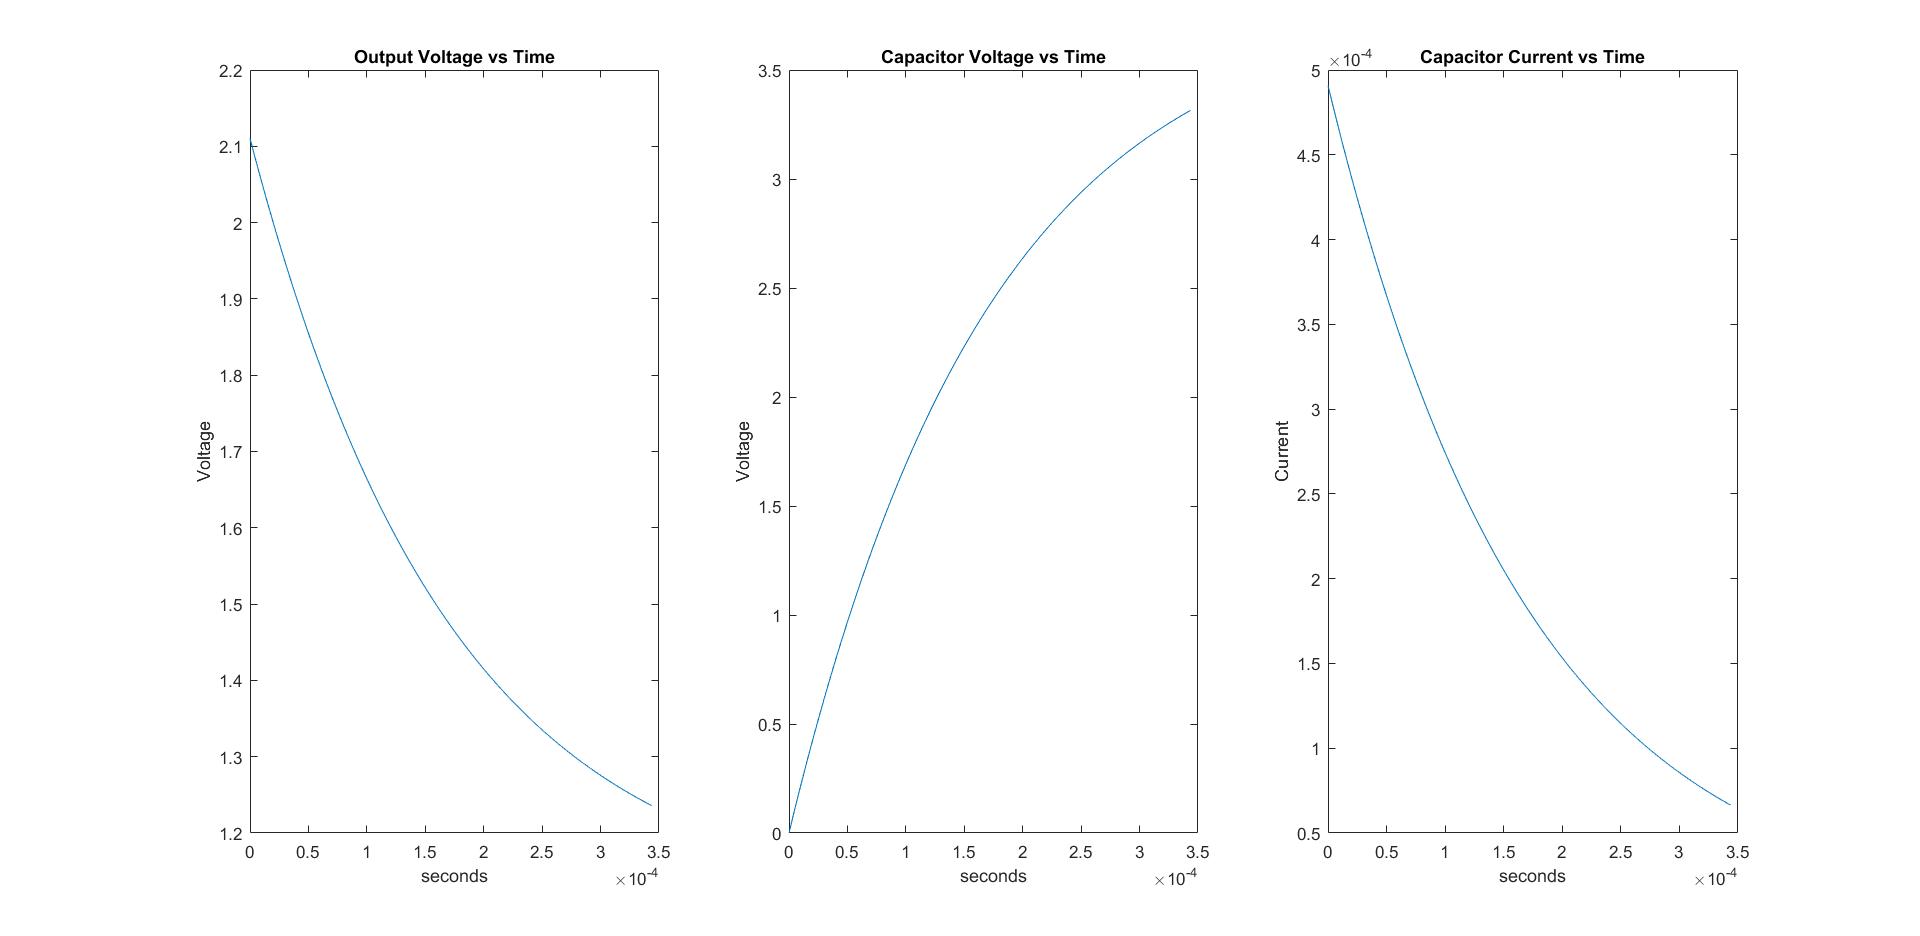 Output Voltage vs Time
2.2
2.1
2
1.9
1.8
1.7
1.6
1.5
1.4
1.3
1.2
Voltage
0 0.5 1 1.5 2 2.5 3 3.5
seconds
×10⁻⁴
Capacitor Voltage vs Time
3.5
3
2.5
2
1.5
1
0.5
0
Voltage
0 0.5 1 1.5 2 2.5 3 3.5
seconds
×10⁻⁴
×10⁻⁴
Capacitor Current vs Time
5
4.5
4
3.5
3
2.5
2
1.5
1
0.5
Current
0 0.5 1 1.5 2 2.5 3 3.5
seconds
×10⁻⁴